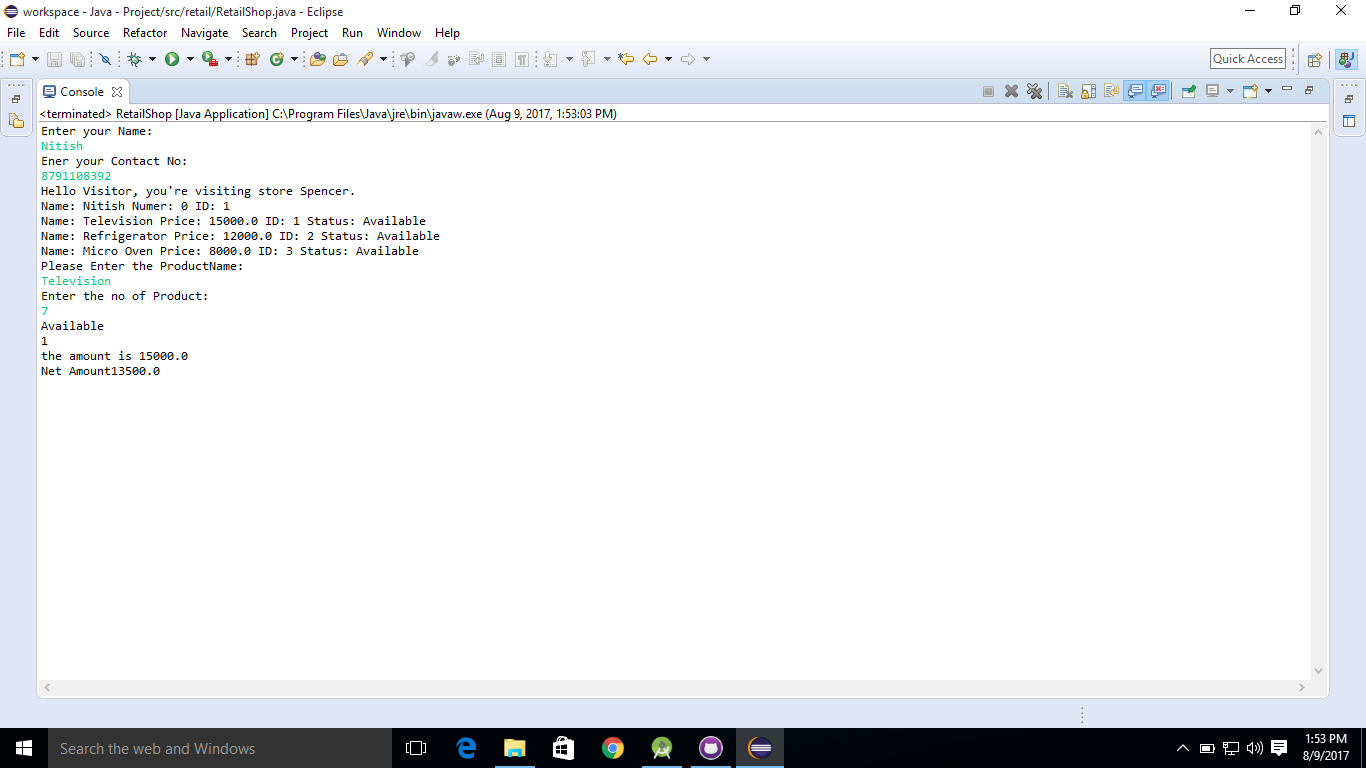 workspace - Java - Project/src/retail/RetailShop.java - Eclipse
File Edit Source Refactor Navigate Search Project Run Window Help
Quick Access
Console
<terminated> RetailShop [Java Application] C:\Program Files\Java\jre\bin\javaw.exe (Aug 9, 2017, 1:53:03 PM)
Enter your Name:
Nitish
Ener your Contact No:
8791108392
Hello Visitor, you're visiting store Spencer.
Name: Nitish Numer: 0 ID: 1
Name: Television Price: 15000.0 ID: 1 Status: Available
Name: Refrigerator Price: 12000.0 ID: 2 Status: Available
Name: Micro Oven Price: 8000.0 ID: 3 Status: Available
Please Enter the ProductName:
Television
Enter the no of Product:
7
Available
1
the amount is 15000.0
Net Amount13500.0
Search the web and Windows
1:53 PM
8/9/2017